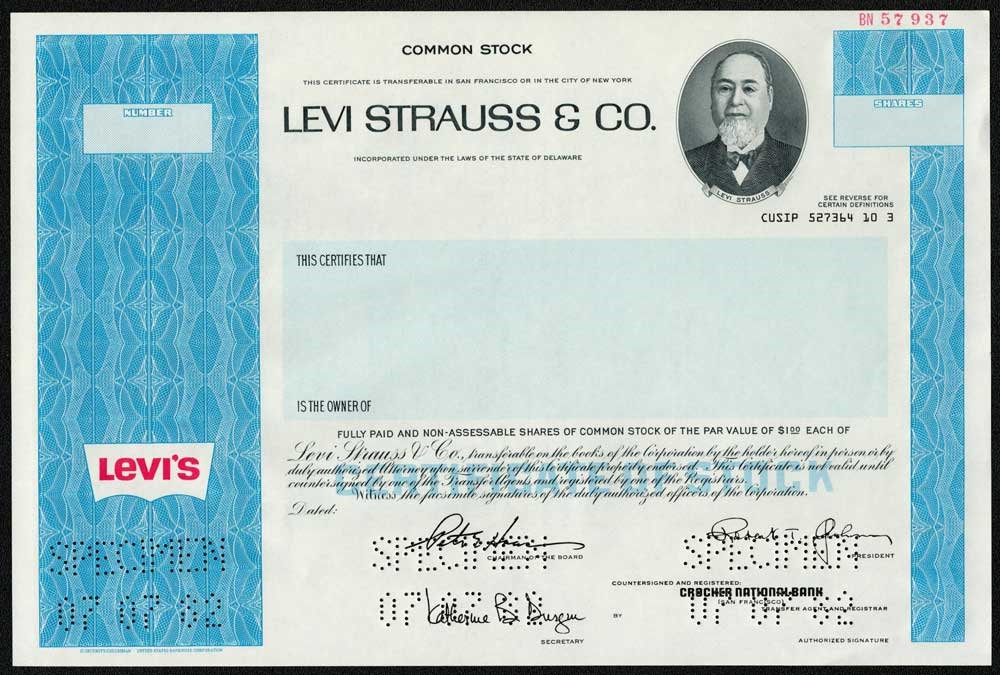 BN 57937
COMMON STOCK
THIS CERTIFICATE IS TRANSFERABLE IN SAN FRANCISCO OR IN THE CITY OF NEW YORK
NUMBER
SHARES
LEVI STRAUSS & CO.
INCORPORATED UNDER THE LAWS OF THE STATE OF DELAWARE
LEVI STRAUSS
SEE REVERSE FOR
CERTAIN DEFINITIONS
CUSIP 527364 10 3
THIS CERTIFIES THAT
IS THE OWNER OF
FULLY PAID AND NON-ASSESSABLE SHARES OF COMMON STOCK OF THE PAR VALUE OF $1.00 EACH OF
Levi Strauss & Co., transferable on the books of the Corporation by the holder hereof in person or by
duly authorized Attorney upon surrender of this Certificate properly endorsed. This Certificate is not valid until
countersigned by one of the Transfer Agents and registered by one of the Registrars.
Witness the facsimile signatures of the duly authorized officers of the Corporation.
Dated:
STOCK
LEVI'S
SPECIMEN
07 07 82
SPECIMEN
CHAIRMAN OF THE BOARD
SPECIMEN
PRESIDENT
Katherine B. Durgin
SECRETARY
COUNTERSIGNED AND REGISTERED:
CROCKER NATIONAL BANK
(SAN FRANCISCO)
TRANSFER AGENT AND REGISTRAR
BY
07 07 82
AUTHORIZED SIGNATURE
UNITED STATES BANKNOTE CORPORATION